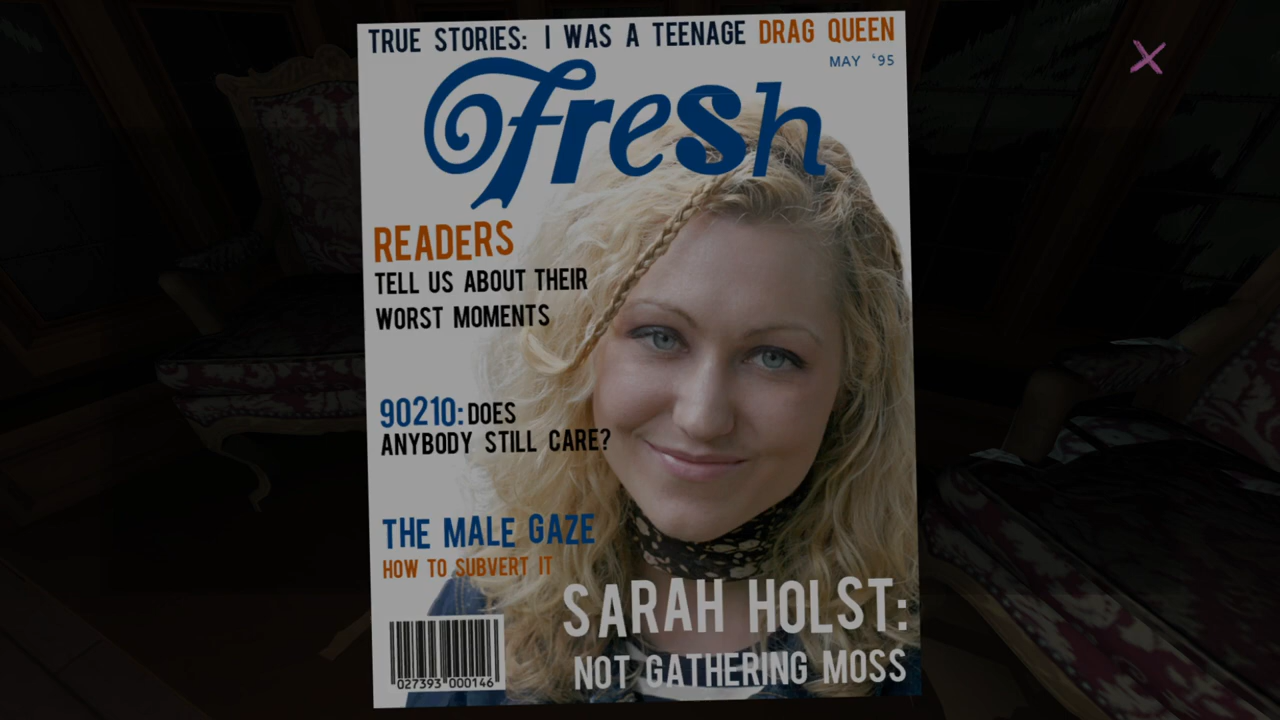 TRUE STORIES: I WAS A TEENAGE DRAG QUEEN
MAY '95
Fresh
READERS
TELL US ABOUT THEIR
WORST MOMENTS
90210: DOES
ANYBODY STILL CARE?
THE MALE GAZE
HOW TO SUBVERT IT
SARAH HOLST:
NOT GATHERING MOSS
027393 000146